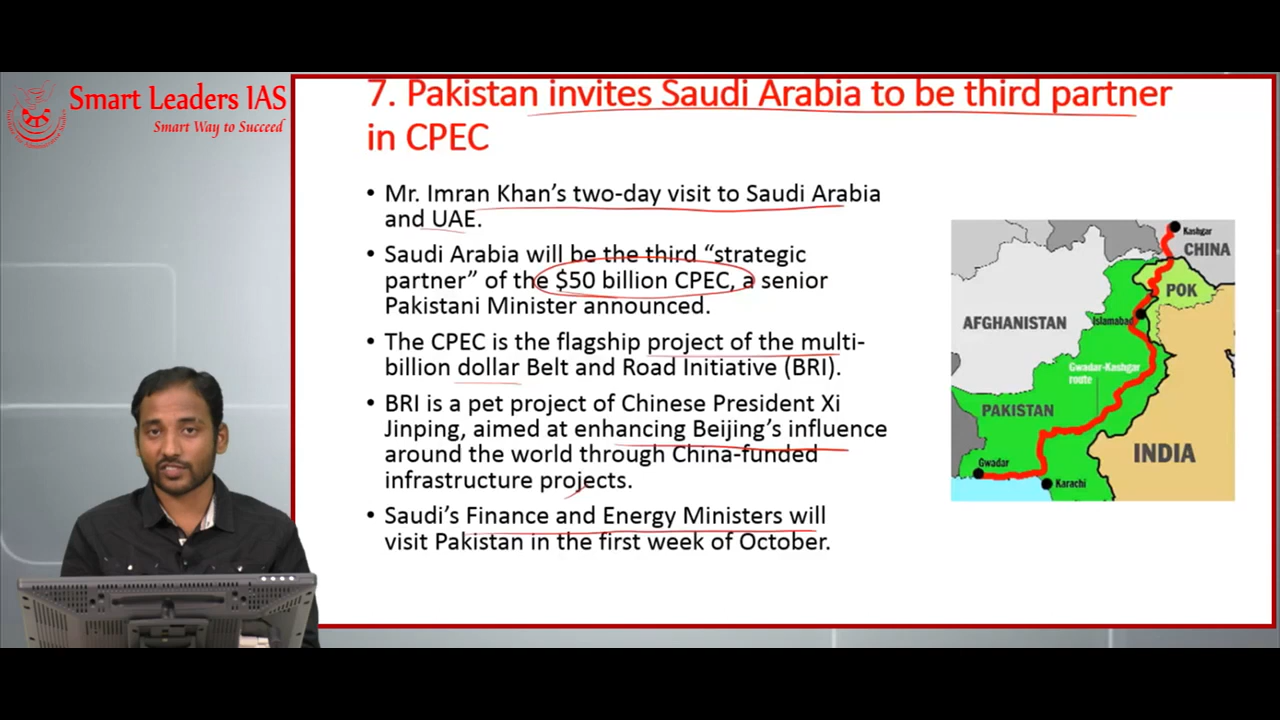 Smart Leaders IAS
Smart Way to Succeed
7. Pakistan invites Saudi Arabia to be third partner
in CPEC
• Mr. Imran Khan's two-day visit to Saudi Arabia
and UAE.
• Saudi Arabia will be the third “strategic
partner” of the $50 billion CPEC, a senior
Pakistani Minister announced.
• The CPEC is the flagship project of the multi-
billion dollar Belt and Road Initiative (BRI).
• BRI is a pet project of Chinese President Xi
Jinping, aimed at enhancing Beijing's influence
around the world through China-funded
infrastructure projects.
• Saudi's Finance and Energy Ministers will
visit Pakistan in the first week of October.
Kashgar
CHINA
POK
Islamabad
AFGHANISTAN
Gwadar-Kashgar
route
PAKISTAN
INDIA
Gwadar
Karachi